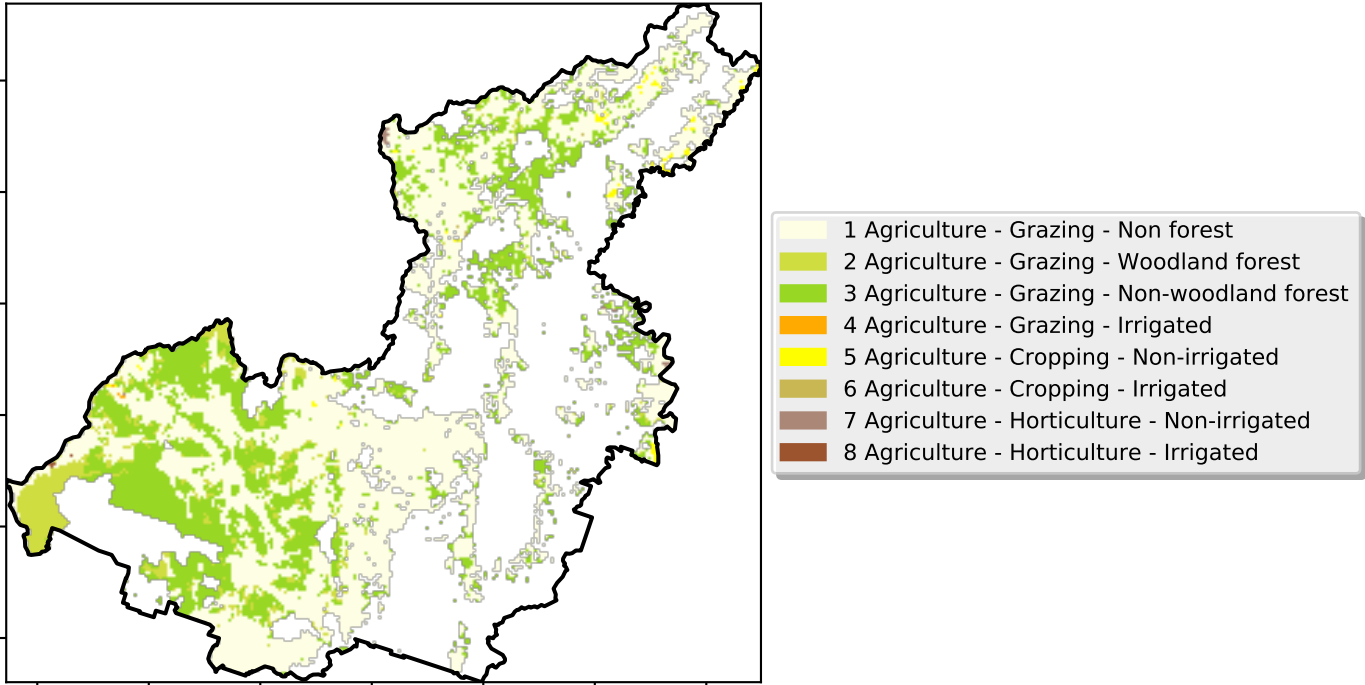 1 Agriculture - Grazing - Non forest
2 Agriculture - Grazing - Woodland forest
3 Agriculture - Grazing - Non-woodland forest
4 Agriculture - Grazing - Irrigated
5 Agriculture - Cropping - Non-irrigated
6 Agriculture - Cropping - Irrigated
7 Agriculture - Horticulture - Non-irrigated
8 Agriculture - Horticulture - Irrigated